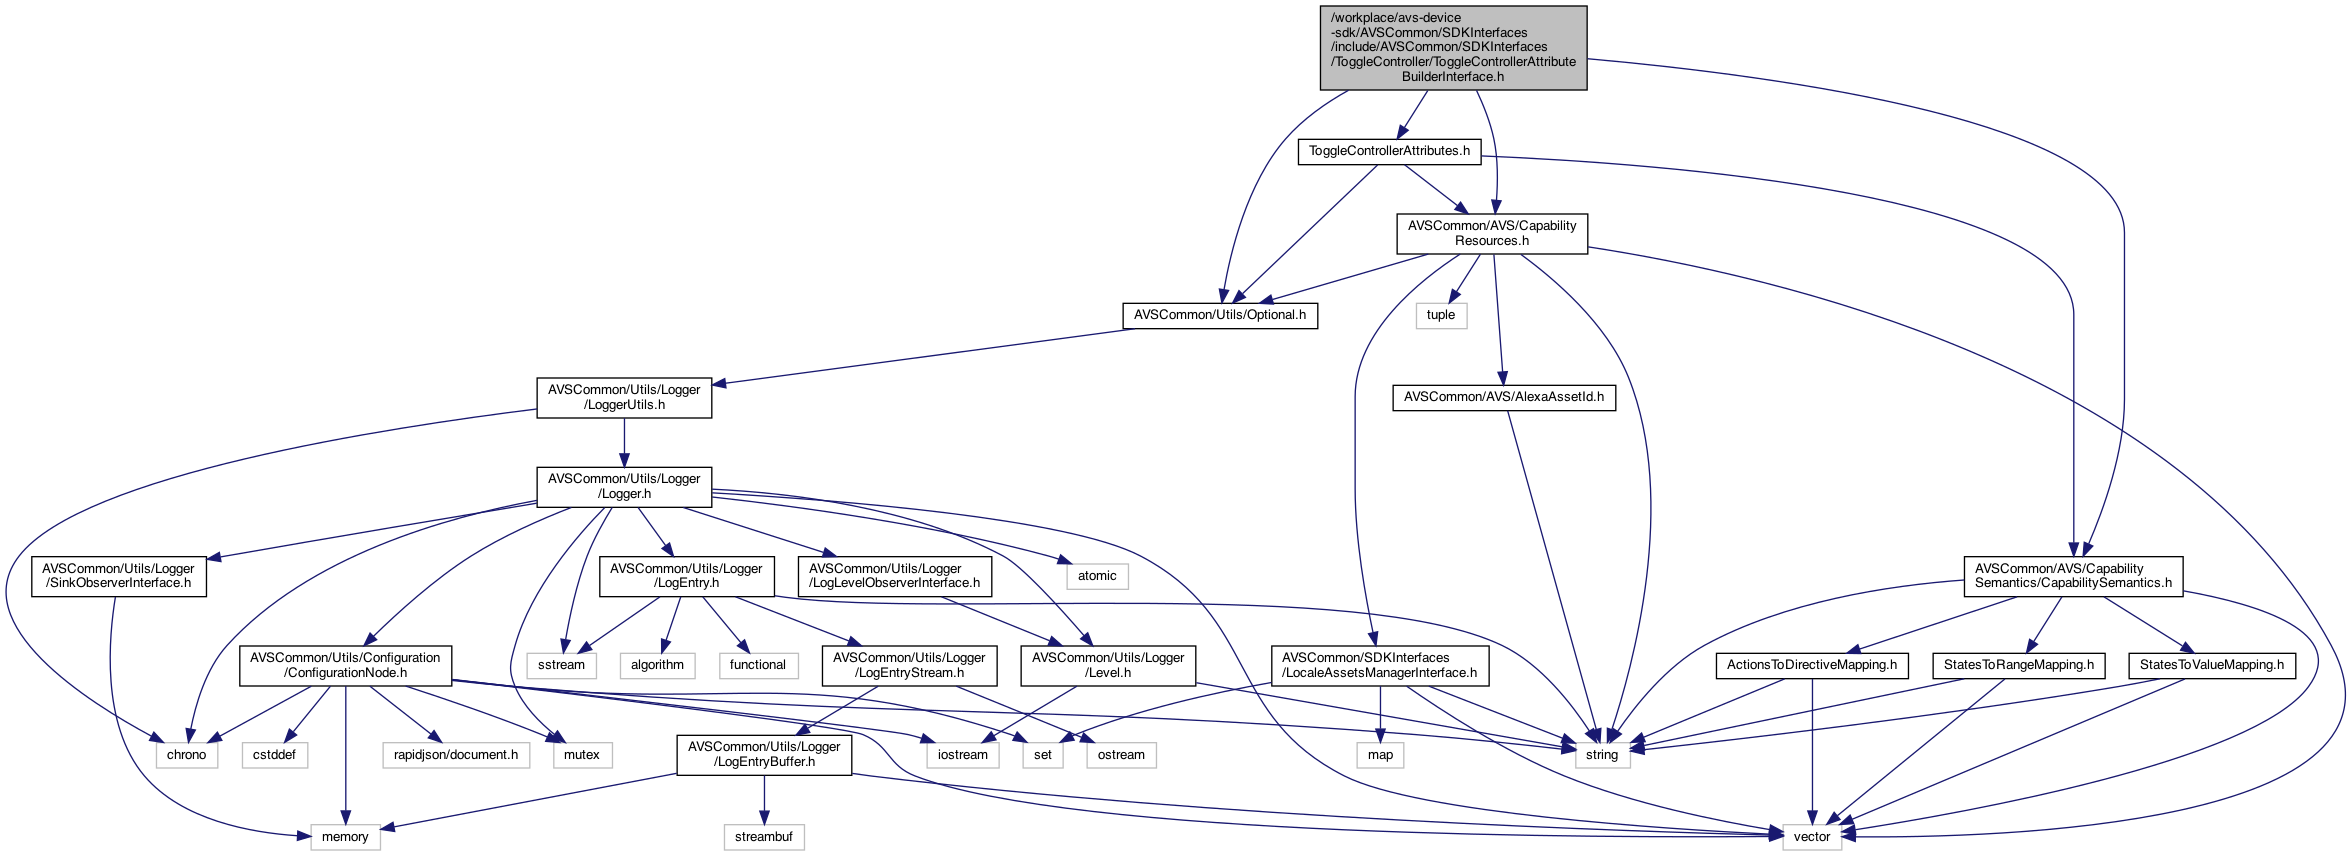 /workplace/avs-device
-sdk/AVSCommon/SDKInterfaces
/include/AVSCommon/SDKInterfaces
/ToggleController/ToggleControllerAttribute
BuilderInterface.h
ToggleControllerAttributes.h
AVSCommon/AVS/Capability
Resources.h
AVSCommon/Utils/Optional.h
tuple
AVSCommon/Utils/Logger
/LoggerUtils.h
AVSCommon/AVS/AlexaAssetId.h
AVSCommon/Utils/Logger
/Logger.h
AVSCommon/Utils/Logger
/SinkObserverInterface.h
AVSCommon/Utils/Logger
/LogEntry.h
AVSCommon/Utils/Logger
/LogLevelObserverInterface.h
atomic
AVSCommon/AVS/Capability
Semantics/CapabilitySemantics.h
AVSCommon/Utils/Configuration
/ConfigurationNode.h
sstream
algorithm
functional
AVSCommon/Utils/Logger
/LogEntryStream.h
AVSCommon/Utils/Logger
/Level.h
AVSCommon/SDKInterfaces
/LocaleAssetsManagerInterface.h
ActionsToDirectiveMapping.h
StatesToRangeMapping.h
StatesToValueMapping.h
chrono
cstddef
rapidjson/document.h
mutex
AVSCommon/Utils/Logger
/LogEntryBuffer.h
iostream
set
ostream
map
string
memory
streambuf
vector